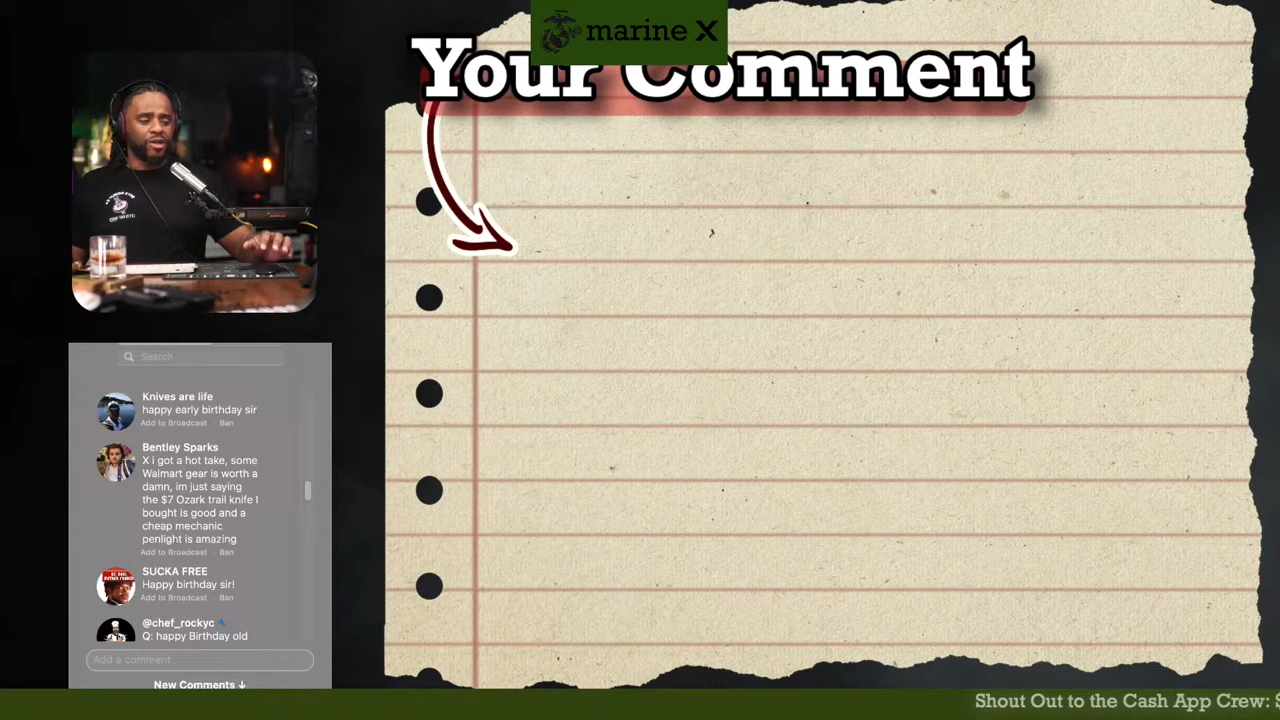 marine X
Your Comment
Search
Knives are life
happy early birthday sir
Add to Broadcast · Ban
Bentley Sparks
X i got a hot take, some
Walmart gear is worth a
damn, im just saying
the $7 Ozark trail knife I
bought is good and a
cheap mechanic
penlight is amazing
Add to Broadcast · Ban
SUCKA FREE
Happy birthday sir!
Add to Broadcast · Ban
@chef_rockyc
Q: happy Birthday old
Add a comment
New Comments ↓
Shout Out to the Cash App Crew: S